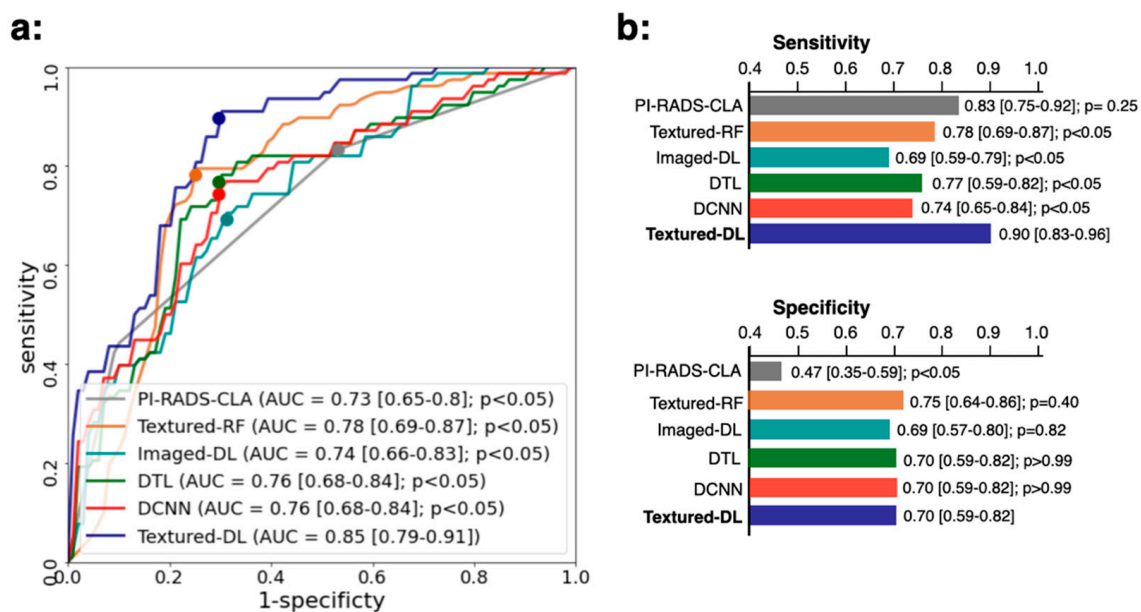 a:
1.0
0.8
0.6
0.4
0.2
0.0
sensitivity
PI-RADS-CLA (AUC = 0.73 [0.65-0.8]; p<0.05)
Textured-RF (AUC = 0.78 [0.69-0.87]; p<0.05)
Imaged-DL (AUC = 0.74 [0.66-0.83]; p<0.05)
DTL (AUC = 0.76 [0.68-0.84]; p<0.05)
DCNN (AUC = 0.76 [0.68-0.84]; p<0.05)
Textured-DL (AUC = 0.85 [0.79-0.91])
0.0 0.2 0.4 0.6 0.8 1.0
1-specificty
b:
Sensitivity
0.4 0.5 0.6 0.7 0.8 0.9 1.0
PI-RADS-CLA 0.83 [0.75-0.92]; p= 0.25
Textured-RF 0.78 [0.69-0.87]; p<0.05
Imaged-DL 0.69 [0.59-0.79]; p<0.05
DTL 0.77 [0.59-0.82]; p<0.05
DCNN 0.74 [0.65-0.84]; p<0.05
Textured-DL 0.90 [0.83-0.96]
Specificity
0.4 0.5 0.6 0.7 0.8 0.9 1.0
PI-RADS-CLA 0.47 [0.35-0.59]; p<0.05
Textured-RF 0.75 [0.64-0.86]; p=0.40
Imaged-DL 0.69 [0.57-0.80]; p=0.82
DTL 0.70 [0.59-0.82]; p>0.99
DCNN 0.70 [0.59-0.82]; p>0.99
Textured-DL 0.70 [0.59-0.82]